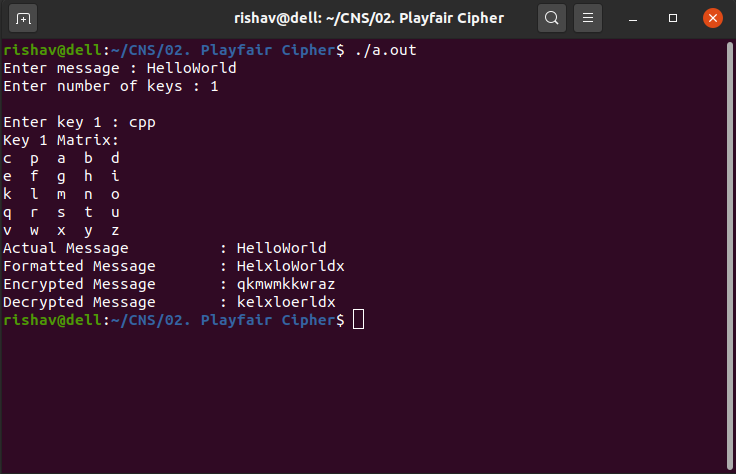 rishav@dell: ~/CNS/02. Playfair Cipher
rishav@dell:~/CNS/02. Playfair Cipher$ ./a.out
Enter message : HelloWorld
Enter number of keys : 1
Enter key 1 : cpp
Key 1 Matrix:
c p a b d
e f g h i
k l m n o
q r s t u
v w x y z
Actual Message : HelloWorld
Formatted Message : HelxloWorldx
Encrypted Message : qkmwmkkwraz
Decrypted Message : kelxloerldx
rishav@dell:~/CNS/02. Playfair Cipher$